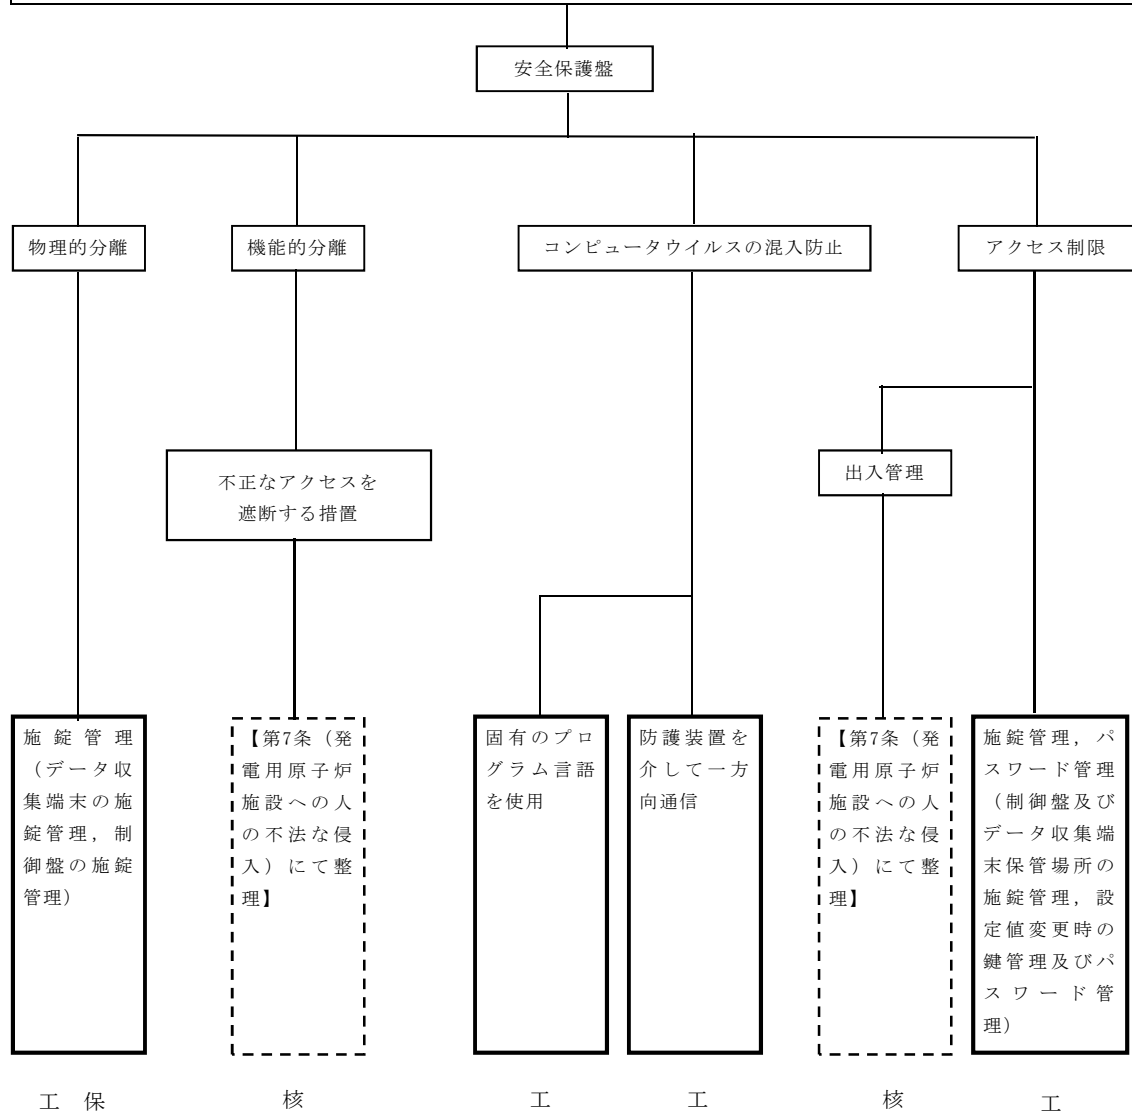 安全保護盤
物理的分離
機能的分離
コンピュータウイルスの混入防止
アクセス制限
不正なアクセスを
遮断する措置
出入管理
施錠管理
（データ収
集端末の施
錠管理，制
御盤の施錠
管理）
【第7条（発
電用原子炉
施設への人
の不法な侵
入）にて整
理】
固有のプロ
グラム言語
を使用
防護装置を
介して一方
向通信
【第7条（発
電用原子炉
施設への人
の不法な侵
入）にて整
理】
施錠管理，パ
スワード管理
（制御盤及び
データ収集端
末保管場所の
施錠管理，設
定値変更時の
鍵管理及びパ
スワード管
理）
工 保
核
工
工
核
工